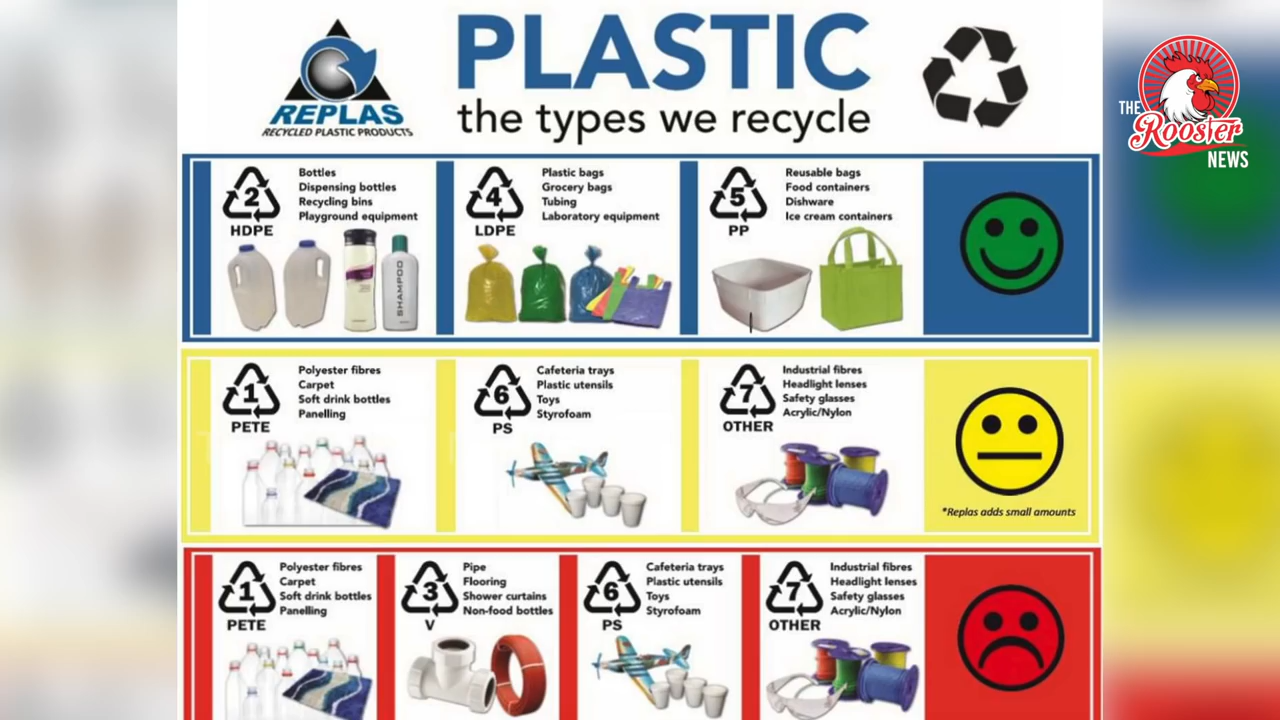 PLASTIC
the types we recycle
REPLAS
RECYCLED PLASTIC PRODUCTS
THE
Rooster
NEWS
2
HDPE
Bottles
Dispensing bottles
Recycling bins
Playground equipment
SHAMPOO
4
LDPE
Plastic bags
Grocery bags
Tubing
Laboratory equipment
5
PP
Reusable bags
Food containers
Dishware
Ice cream containers
1
PETE
Polyester fibres
Carpet
Soft drink bottles
Panelling
6
PS
Cafeteria trays
Plastic utensils
Toys
Styrofoam
7
OTHER
Industrial fibres
Headlight lenses
Safety glasses
Acrylic/Nylon
*Replas adds small amounts
1
PETE
Polyester fibres
Carpet
Soft drink bottles
Panelling
3
V
Pipe
Flooring
Shower curtains
Non-food bottles
6
PS
Cafeteria trays
Plastic utensils
Toys
Styrofoam
7
OTHER
Industrial fibres
Headlight lenses
Safety glasses
Acrylic/Nylon